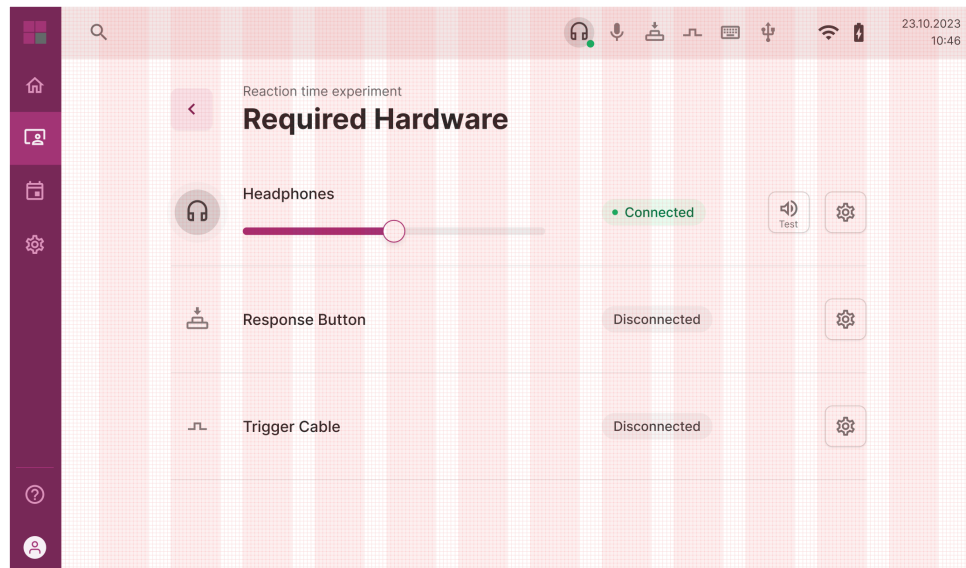 23.10.2023
10:46
Reaction time experiment
Required Hardware
Headphones
Connected
Test
Response Button
Disconnected
Trigger Cable
Disconnected